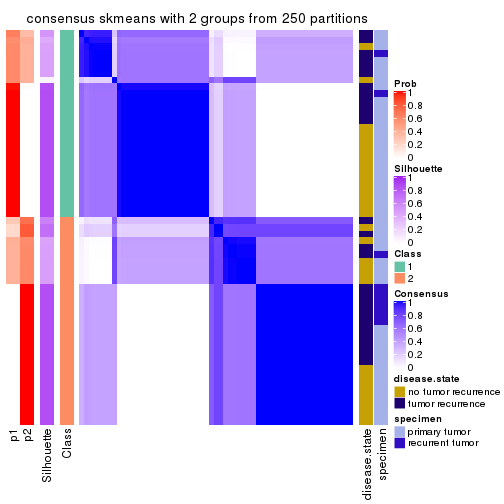 consensus skmeans with 2 groups from 250 partitions
Prob
1
0.8
0.6
0.4
0.2
0
Silhouette
1
0.8
0.6
0.4
0.2
0
Class
1
2
Consensus
1
0.8
0.6
0.4
0.2
0
disease.state
no tumor recurrence
tumor recurrence
specimen
primary tumor
recurrent tumor
p1
p2
Silhouette
Class
disease.state
specimen